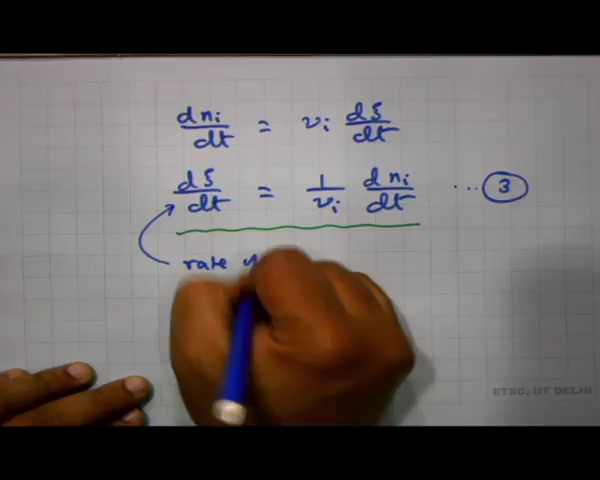 dni/dt = νi dξ/dt
dξ/dt = 1/νi dni/dt ... 3
rate
ETSC, IIT DELHI